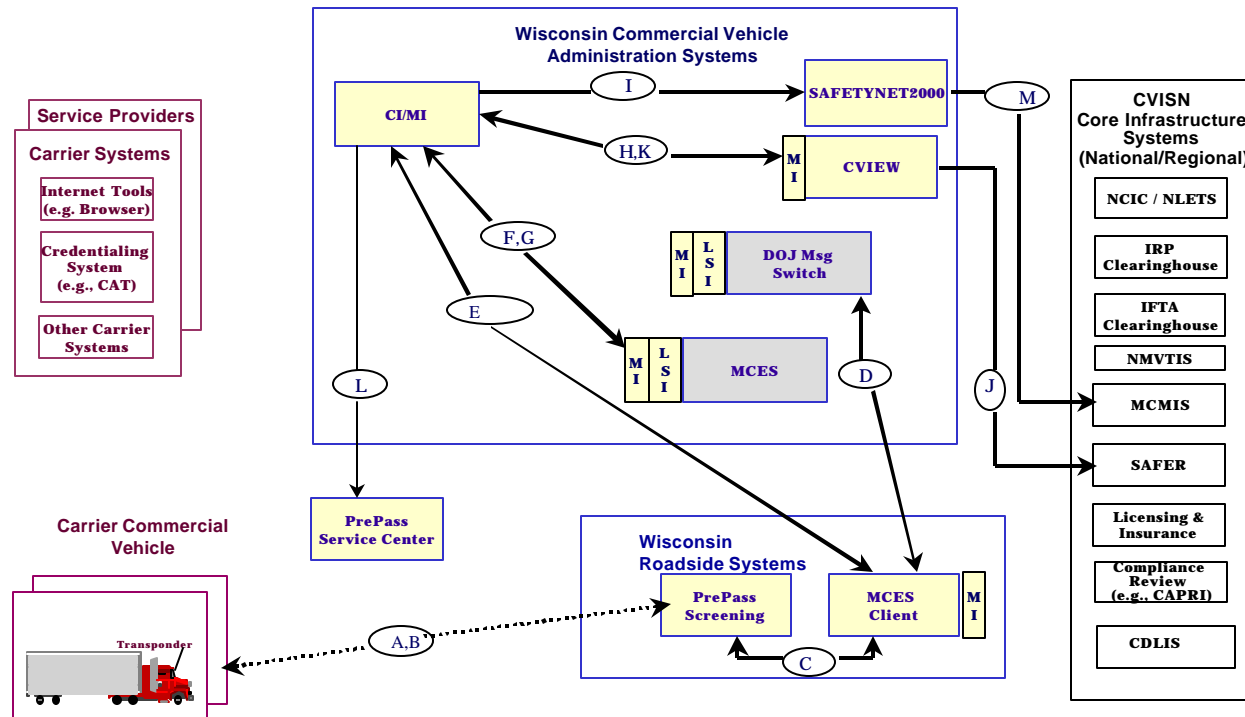 Wisconsin Commercial Vehicle
Administration Systems
CI/MI
I
SAFETYNET2000
M
H,K
M
I
CVIEW
F,G
M
I
L
S
I
DOJ Msg
Switch
E
M
I
L
S
I
MCES
D
L
J
Service Providers
Carrier Systems
Internet Tools
(e.g. Browser)
Credentialing
System
(e.g., CAT)
Other Carrier
Systems
CVISN
Core Infrastructure
Systems
(National/Regional)
NCIC / NLETS
IRP
Clearinghouse
IFTA
Clearinghouse
NMVTIS
MCMIS
SAFER
Licensing &
Insurance
Compliance
Review
(e.g., CAPRI)
CDLIS
PrePass
Service Center
Carrier Commercial
Vehicle
Transponder
A,B
Wisconsin
Roadside Systems
PrePass
Screening
MCES
Client
M
I
C